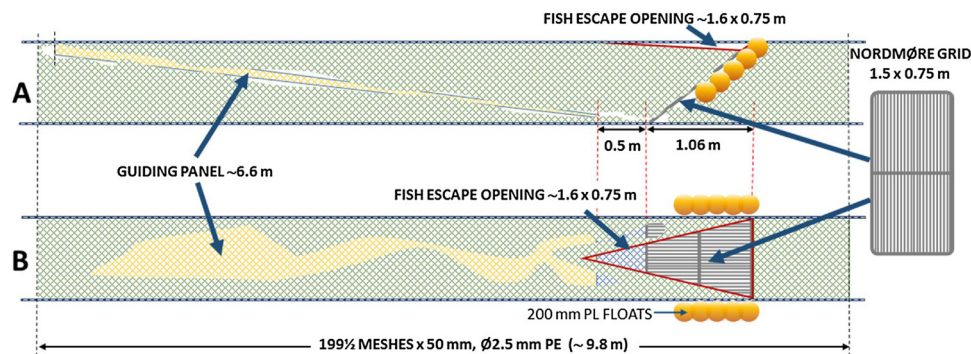 FISH ESCAPE OPENING ~1.6 x 0.75 m
NORDMØRE GRID
1.5 x 0.75 m
A
0.5 m
1.06 m
GUIDING PANEL ~6.6 m
FISH ESCAPE OPENING ~1.6 x 0.75 m
B
200 mm PL FLOATS
199½ MESHES x 50 mm, Ø2.5 mm PE (~ 9.8 m)